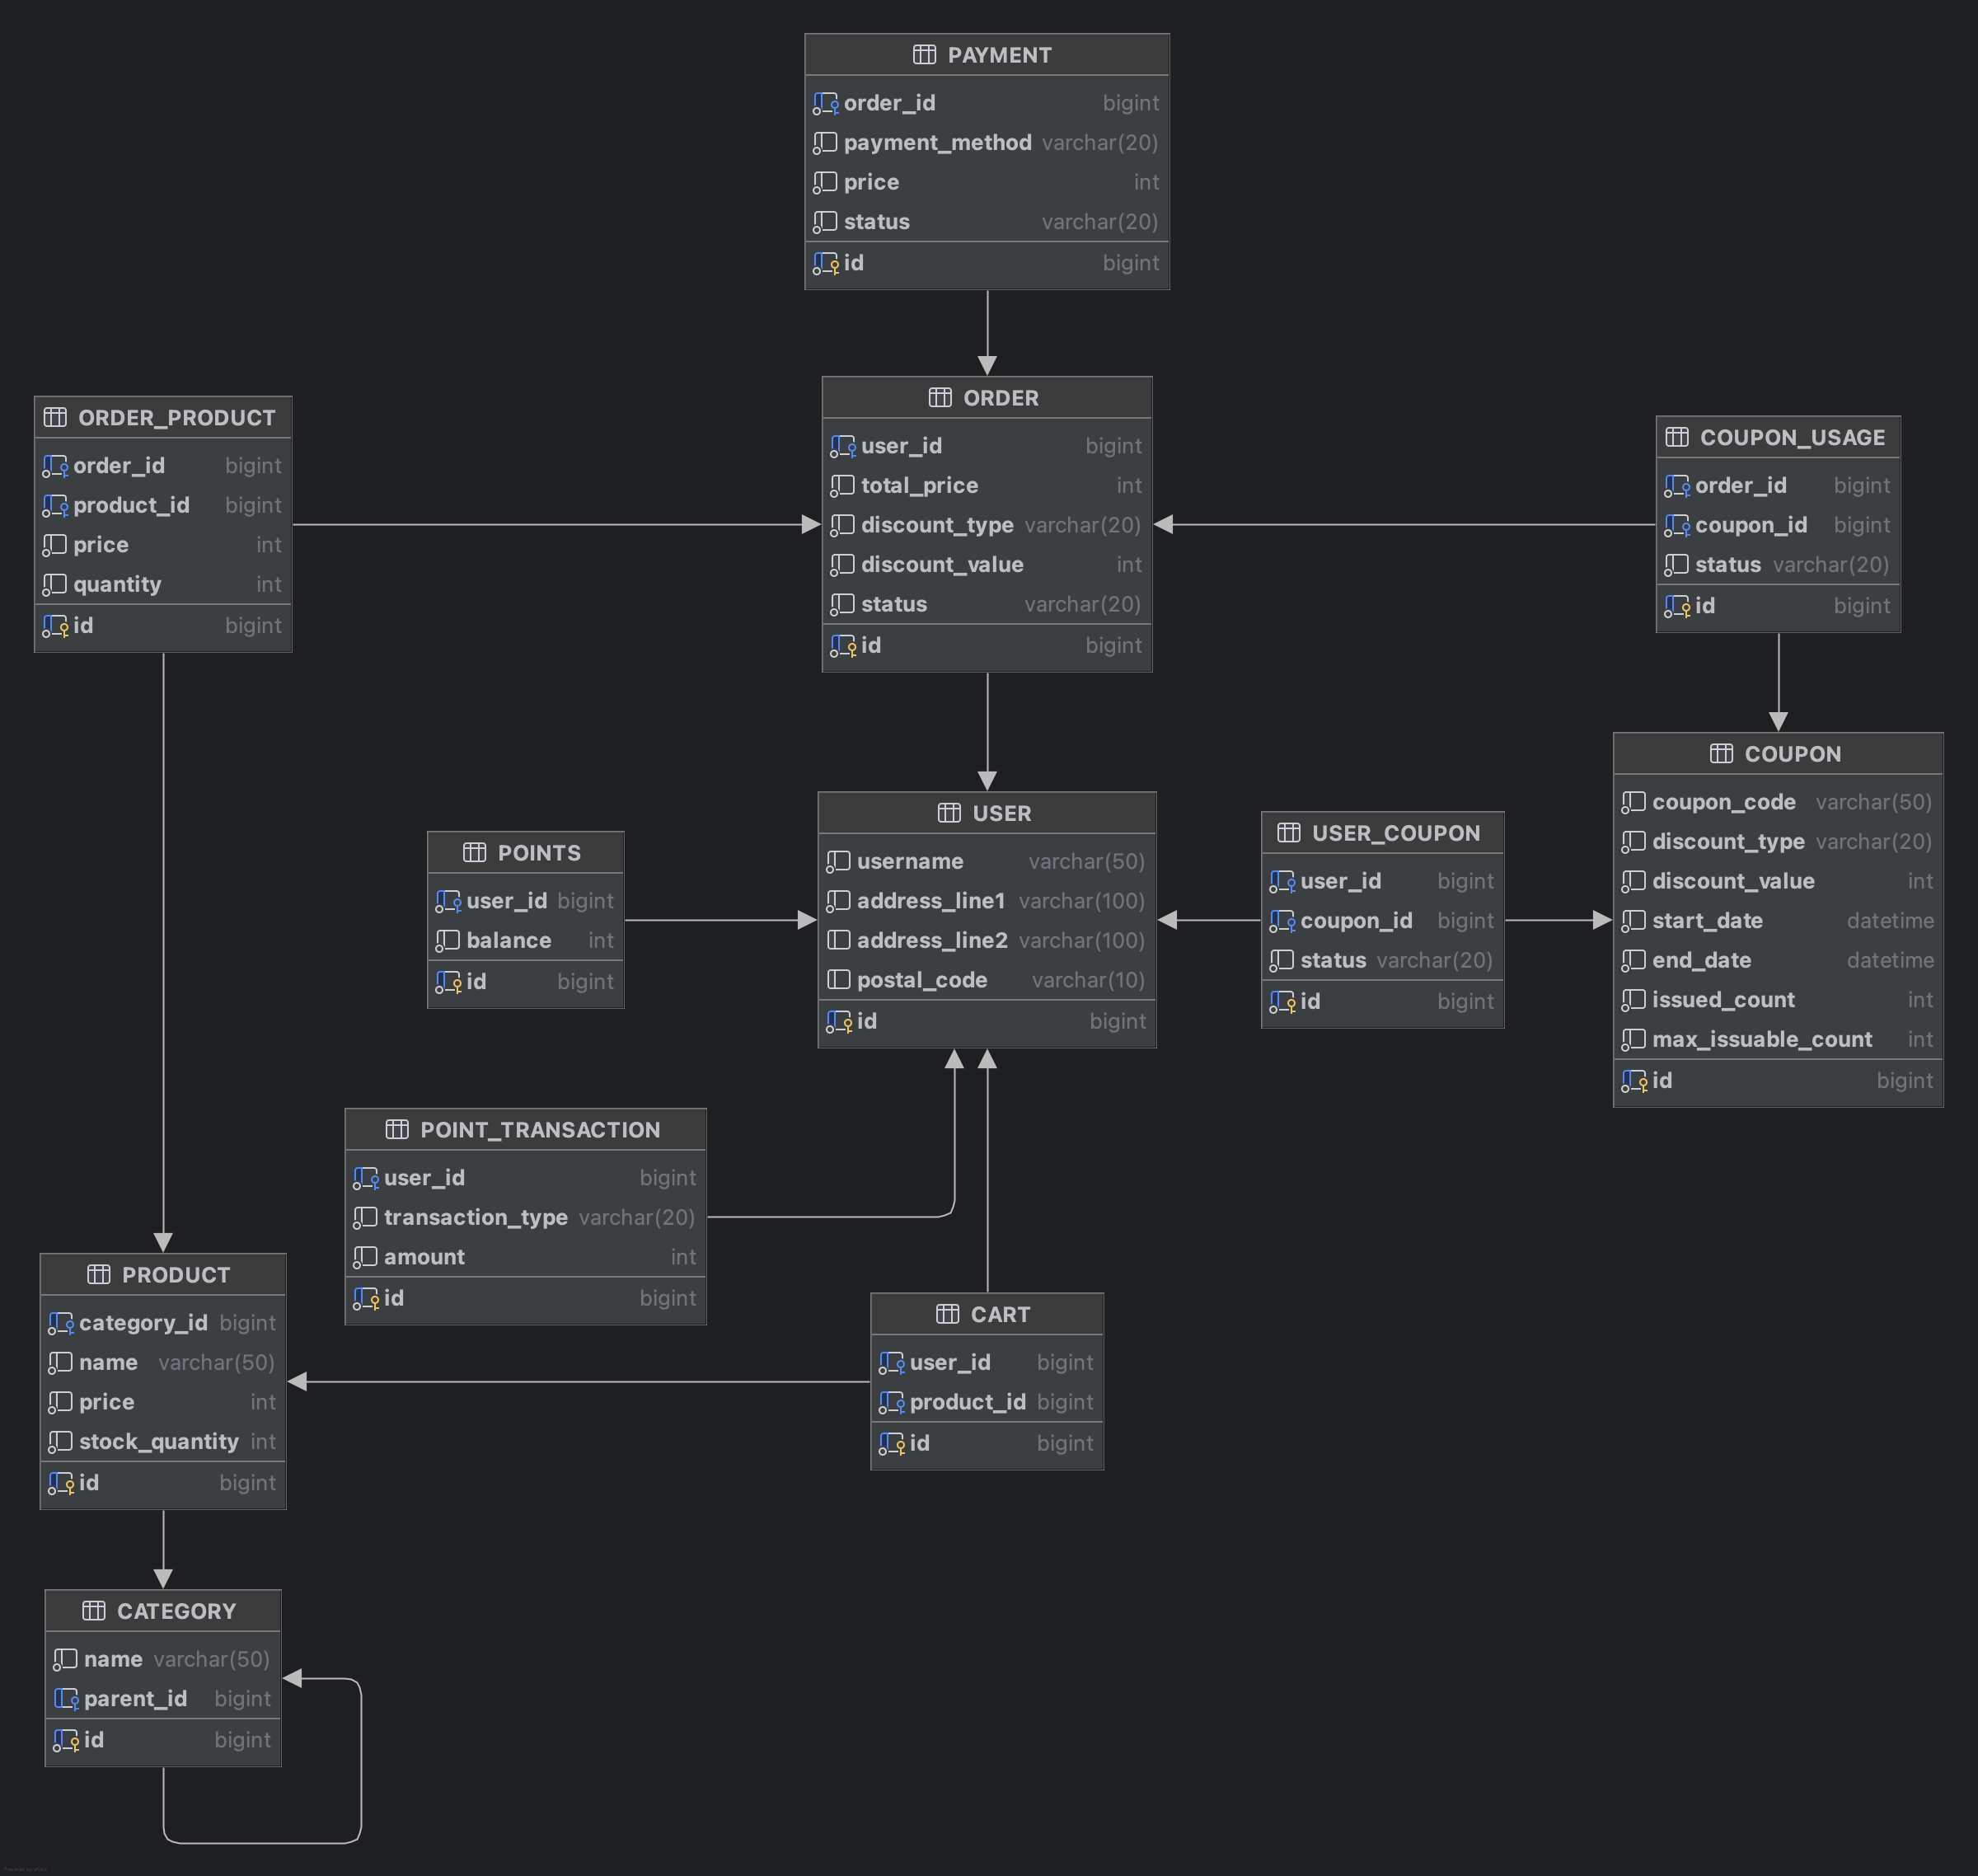 PAYMENT
order_id bigint
payment_method varchar(20)
price int
status varchar(20)
id bigint
ORDER_PRODUCT
order_id bigint
product_id bigint
price int
quantity int
id bigint
ORDER
user_id bigint
total_price int
discount_type varchar(20)
discount_value int
status varchar(20)
id bigint
COUPON_USAGE
order_id bigint
coupon_id bigint
status varchar(20)
id bigint
POINTS
user_id bigint
balance int
id bigint
USER
username varchar(50)
address_line1 varchar(100)
address_line2 varchar(100)
postal_code varchar(10)
id bigint
USER_COUPON
user_id bigint
coupon_id bigint
status varchar(20)
id bigint
COUPON
coupon_code varchar(50)
discount_type varchar(20)
discount_value int
start_date datetime
end_date datetime
issued_count int
max_issuable_count int
id bigint
POINT_TRANSACTION
user_id bigint
transaction_type varchar(20)
amount int
id bigint
PRODUCT
category_id bigint
name varchar(50)
price int
stock_quantity int
id bigint
CART
user_id bigint
product_id bigint
id bigint
CATEGORY
name varchar(50)
parent_id bigint
id bigint
Powered by yFiles